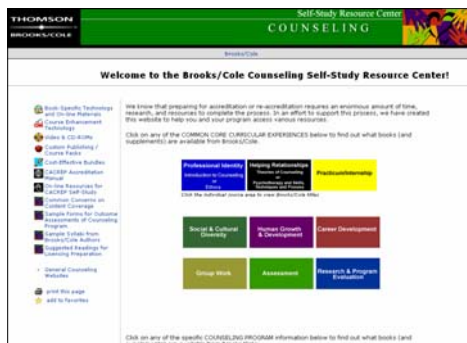 THOMSON
BROOKS/COLE
Self-Study Resource Center
COUNSELING
Brooks/Cole
Welcome to the Brooks/Cole Counseling Self-Study Resource Center!
Book-Specific Technology
and On-line Materials
Course Enhancement
Technology
Video & CD-ROMs
Custom Publishing /
Course Packs
Cost-Effective Bundles
CACREP Accreditation
Manual
On-line Resources for
CACREP Self-Study
Common Concerns on
Content Coverage
Sample Forms for Outcome
Assessments of Counseling
Program
Sample Syllabi from
Brooks/Cole Authors
Suggested Readings for
Licensing Preparation
General Counseling
Websites
print this page
add to favorites
We know that preparing for accreditation or re-accreditation requires an enormous amount of time,
research, and resources to complete the process. In an effort to support this process, we have created
this website to help you and your program access various resources.
Click on any of the COMMON CORE CURRICULAR EXPERIENCES below to find out what books (and
supplements) are available from Brooks/Cole.
Professional Identity
Introduction to Counseling
or
Ethics
Helping Relationships
Theories of Counseling
or
Psychotherapy and Skills,
Techniques and Process
Practicum/Internship
Click the individual course area to view Brooks/Cole titles
Social & Cultural
Diversity
Human Growth
& Development
Career Development
Group Work
Assessment
Research & Program
Evaluation
Click on any of the specific COUNSELING PROGRAM information below to find out what books (and